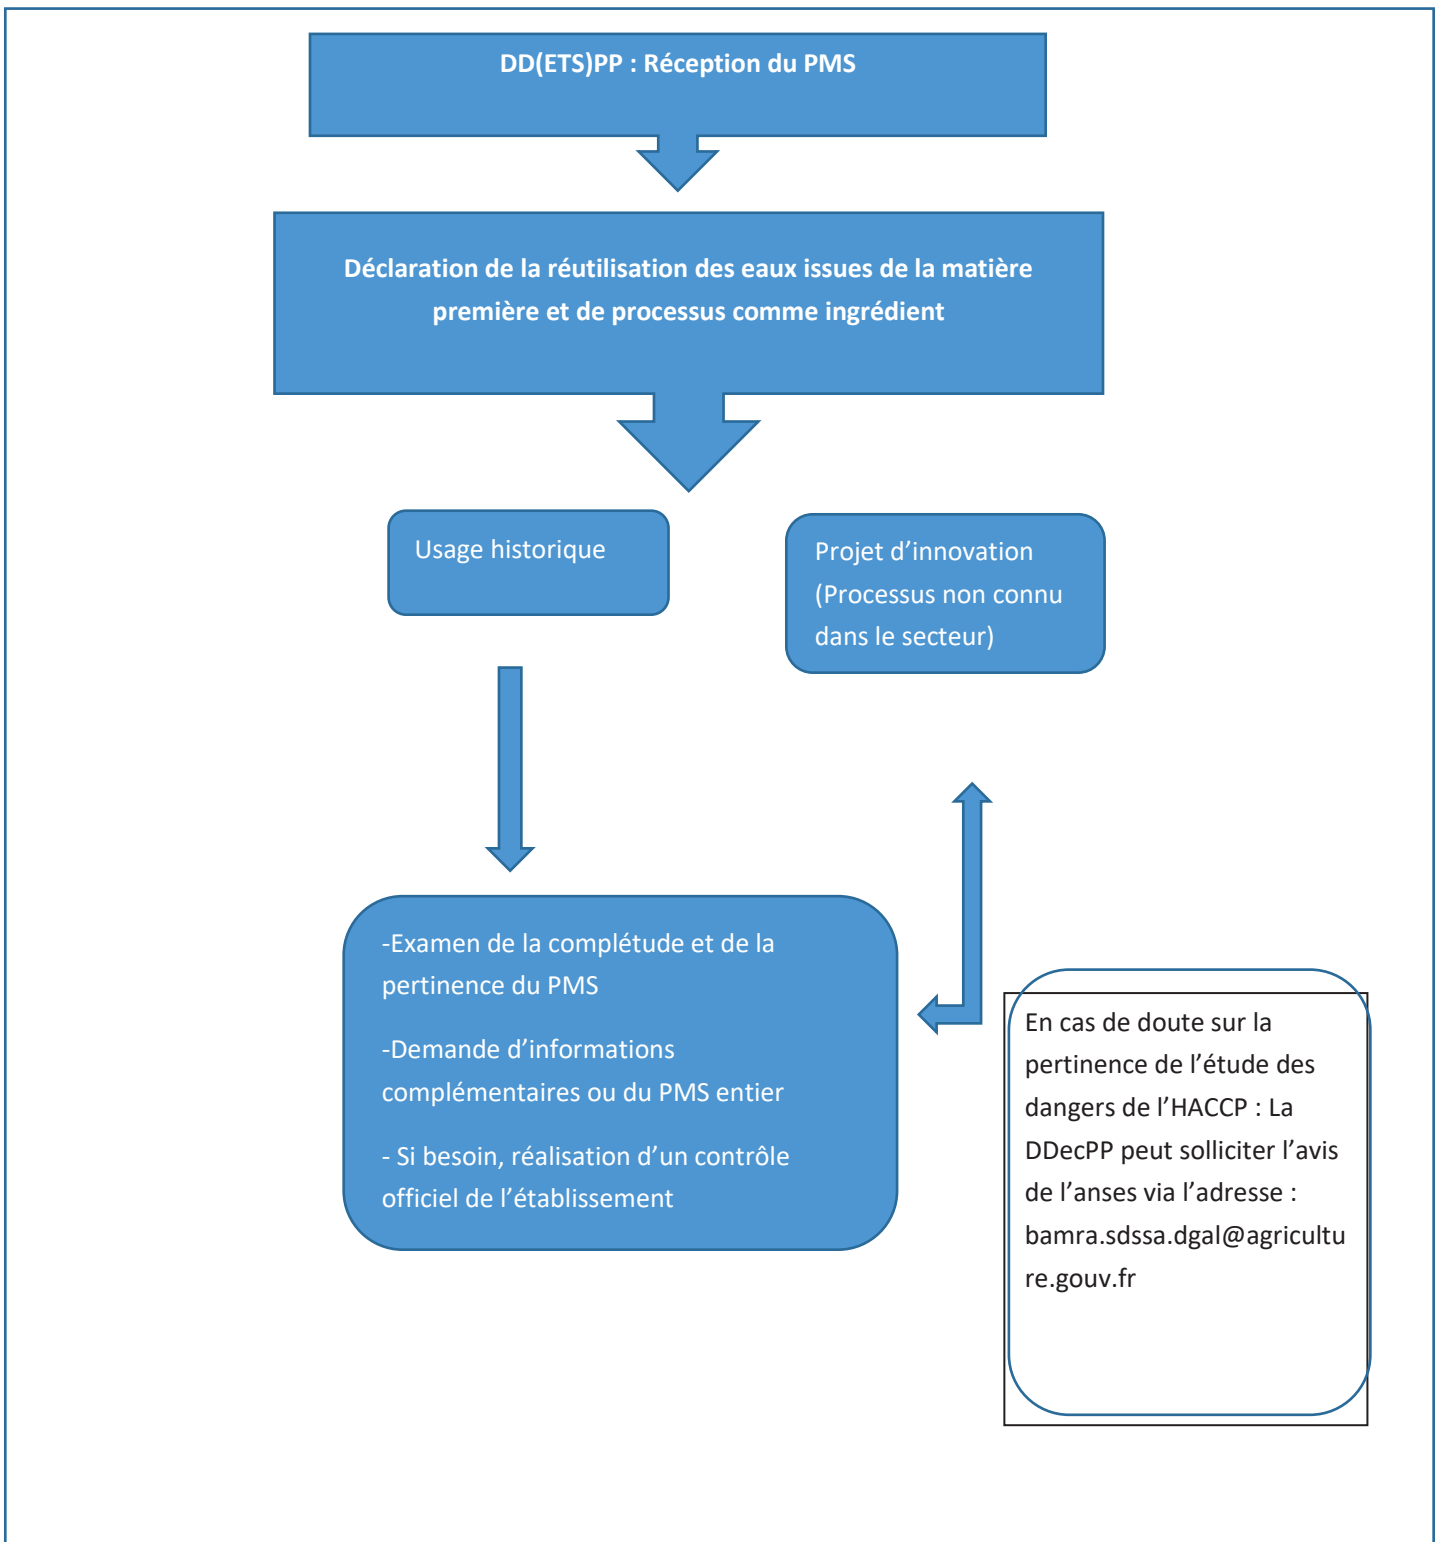 DD(ETS)PP : Réception du PMS
Déclaration de la réutilisation des eaux issues de la matière
première et de processus comme ingrédient
Usage historique
Projet d’innovation
(Processus non connu
dans le secteur)
-Examen de la complétude et de la
pertinence du PMS
-Demande d’informations
complémentaires ou du PMS entier
- Si besoin, réalisation d’un contrôle
officiel de l’établissement
En cas de doute sur la
pertinence de l’étude des
dangers de l’HACCP : La
DDecPP peut solliciter l’avis
de l’anses via l’adresse :
bamra.sdssa.dgal@agricultu
re.gouv.fr